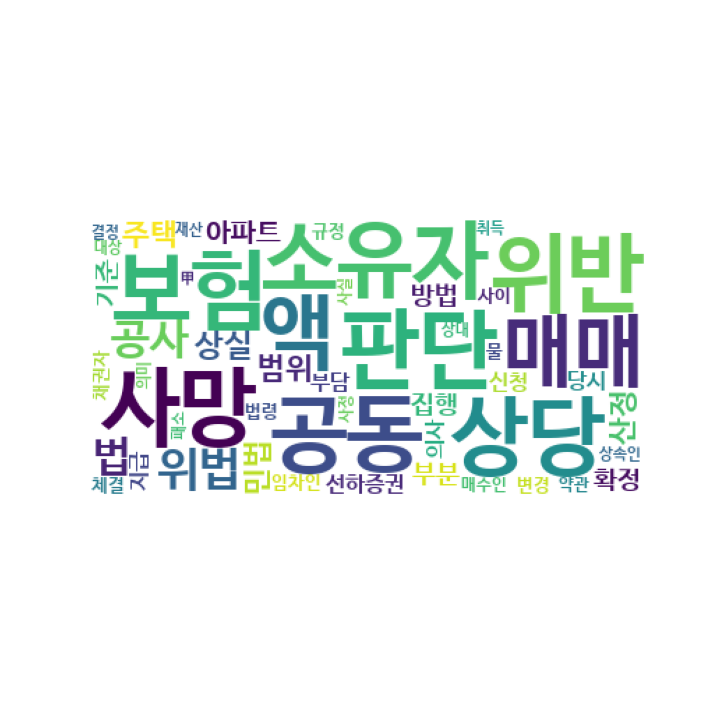 결정
주택
재산
아파트
소유자
규정
취득
위반
대상
보험
甲
사실
방법
사이
기준
액
공사
상실
판단
상대
매매
채권자
의미
범위
부담
물
신청
당시
사망
법령
사정
집행
상당
산정
패소
공동
의사
법
지급
위법
민법
임차인
선하증권
부분
매수인
변경
약관
상속인
확정
체결